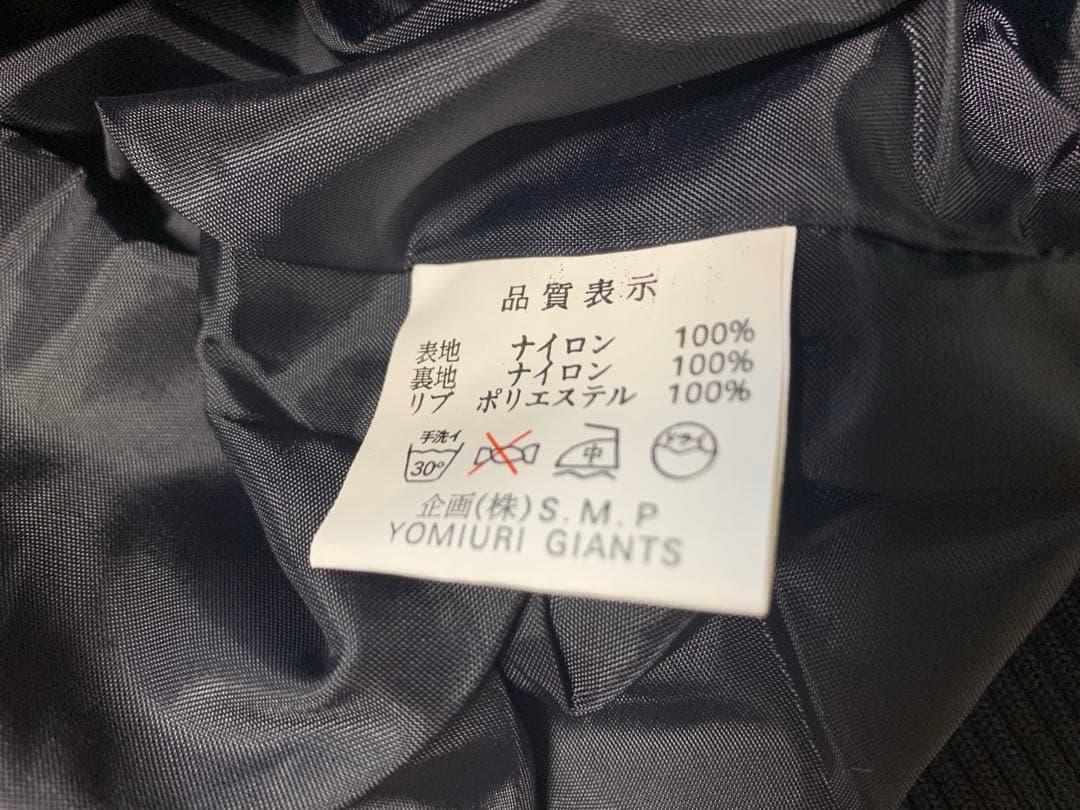 品質表示
表地 ナイロン 100%
裏地 ナイロン 100%
リブ ポリエステル 100%
手洗イ 30° 中 ドライ
企画(株)S.M.P
YOMIURI GIANTS